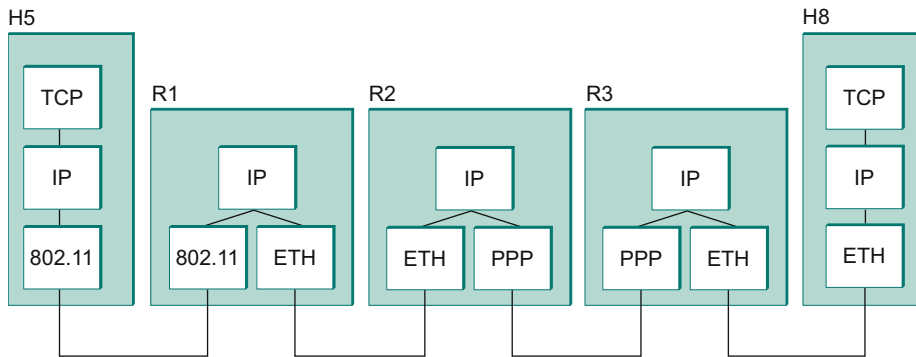 H5
H8
TCP
R1
R2
R3
TCP
IP
IP
IP
IP
IP
802.11
802.11
ETH
ETH
PPP
PPP
ETH
ETH